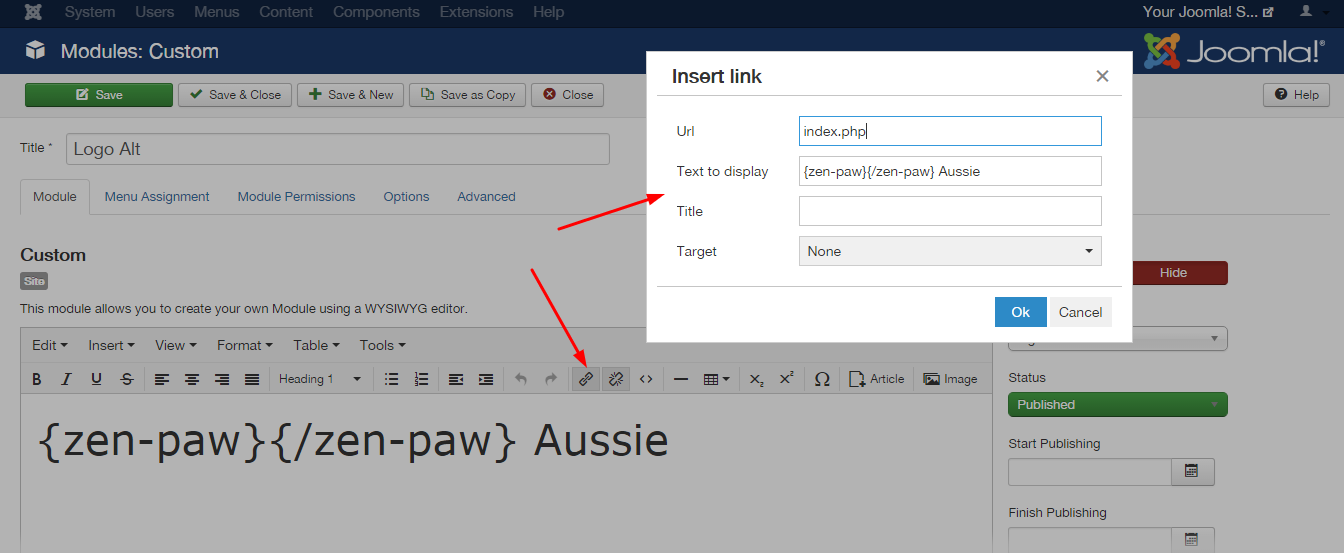 System Users Menus Content Components Extensions Help Your Joomla! S...
Modules: Custom Joomla!®
Save Save & Close Save & New Save as Copy Close Help
Title * Logo Alt
Module Menu Assignment Module Permissions Options Advanced
Custom
Site
This module allows you to create your own Module using a WYSIWYG editor.
Edit Insert View Format Table Tools
B I U S Heading 1 Article Image
{zen-paw}{/zen-paw} Aussie
Insert link
Url index.php
Text to display {zen-paw}{/zen-paw} Aussie
Title
Target None
Ok Cancel
Hide
Status
Published
Start Publishing
Finish Publishing